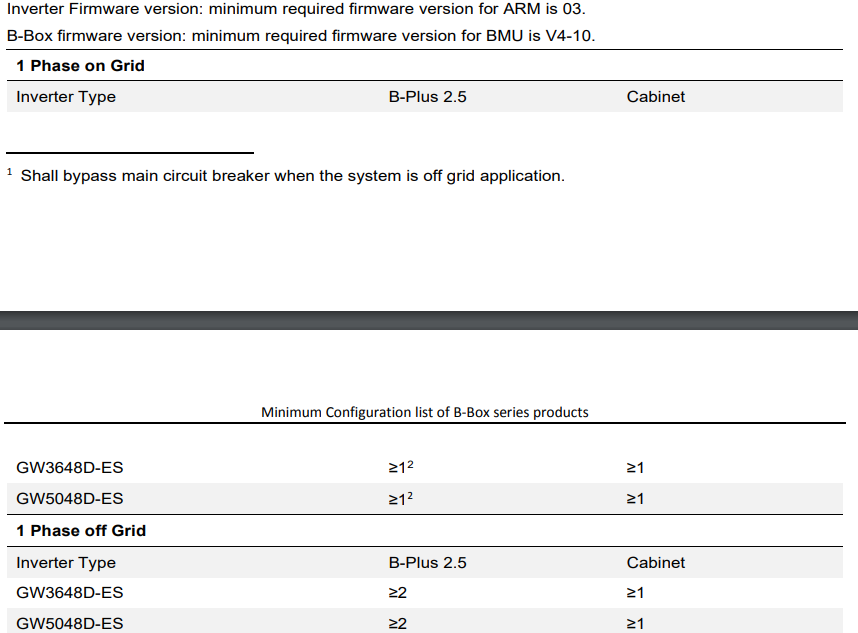 Inverter Firmware version: minimum required firmware version for ARM is 03.
B-Box firmware version: minimum required firmware version for BMU is V4-10.
1 Phase on Grid
Inverter Type B-Plus 2.5 Cabinet
¹ Shall bypass main circuit breaker when the system is off grid application.
Minimum Configuration list of B-Box series products
GW3648D-ES ≥1² ≥1
GW5048D-ES ≥1² ≥1
1 Phase off Grid
Inverter Type B-Plus 2.5 Cabinet
GW3648D-ES ≥2 ≥1
GW5048D-ES ≥2 ≥1